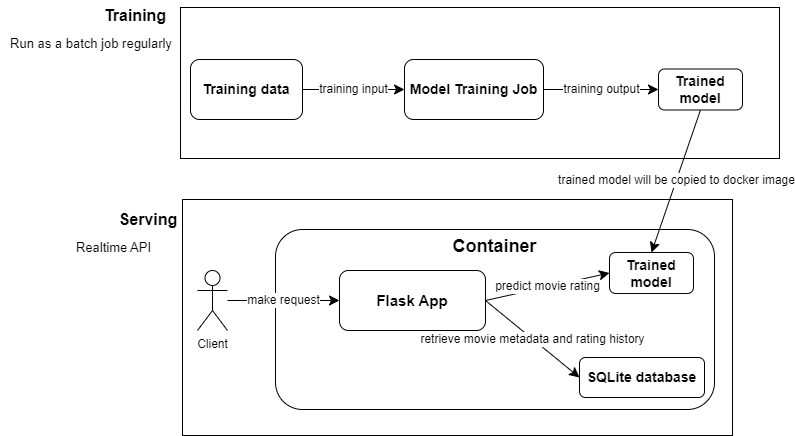 Training
Run as a batch job regularly
Training data
training input
Model Training Job
training output
Trained
model
trained model will be copied to docker image
Serving
Realtime API
Container
Client
make request
Flask App
predict movie rating
Trained
model
retrieve movie metadata and rating history
SQLite database